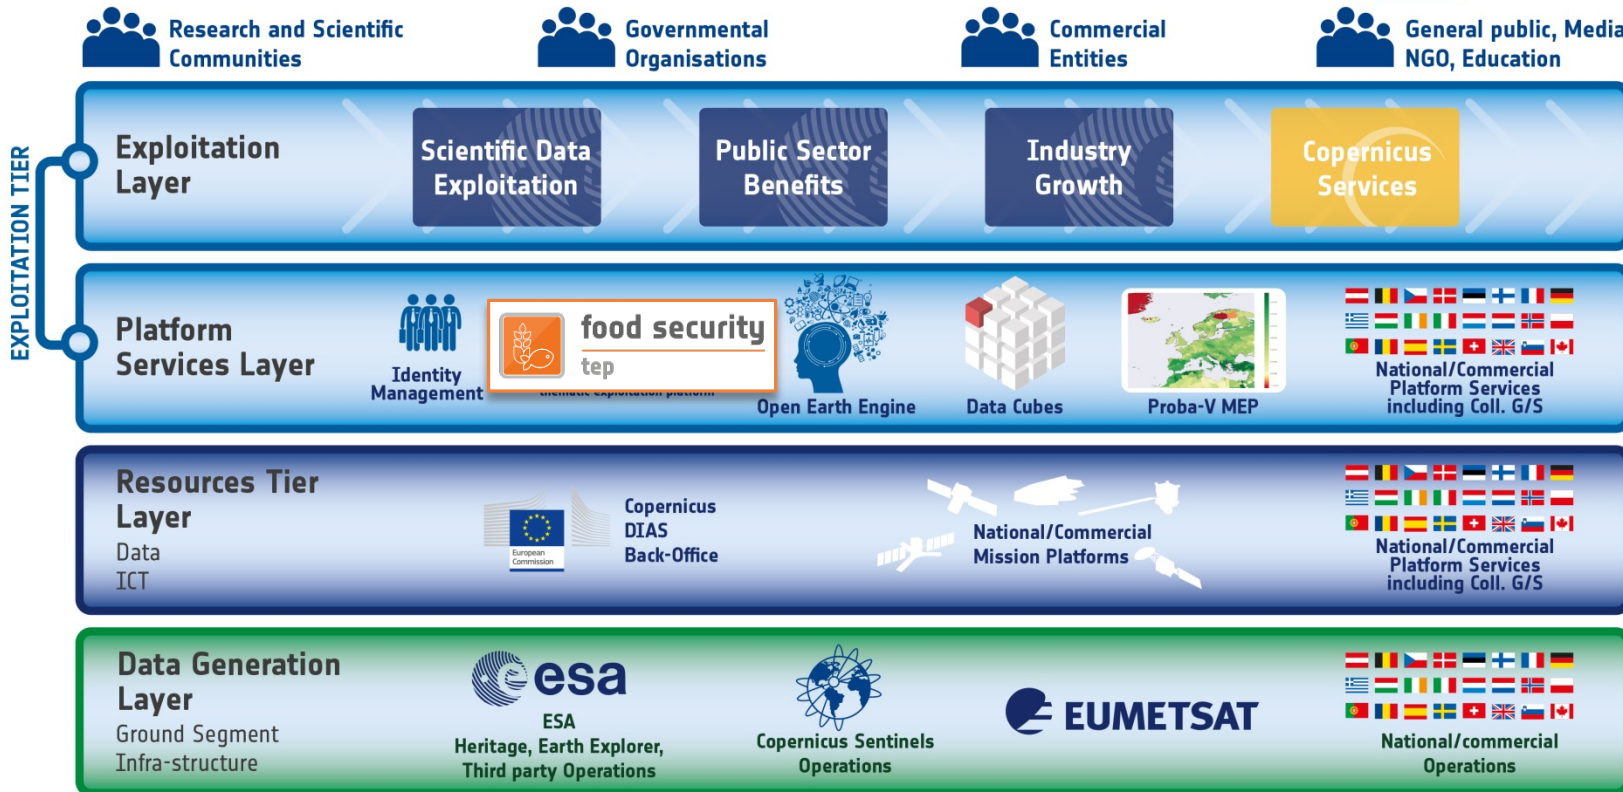 Research and Scientific
Communities
Governmental
Organisations
Commercial
Entities
General public, Media
NGO, Education
EXPLOITATION TIER
Exploitation
Layer
Scientific Data
Exploitation
Public Sector
Benefits
Industry
Growth
Copernicus
Services
Platform
Services Layer
Identity
Management
food security
tep
thematic exploitation platform
Open Earth Engine
Data Cubes
Proba-V MEP
National/Commercial
Platform Services
including Coll. G/S
Resources Tier
Layer
Data
ICT
European
Commission
Copernicus
DIAS
Back-Office
National/Commercial
Mission Platforms
National/Commercial
Platform Services
including Coll. G/S
Data Generation
Layer
Ground Segment
Infra-structure
esa
ESA
Heritage, Earth Explorer,
Third party Operations
Copernicus Sentinels
Operations
EUMETSAT
National/commercial
Operations